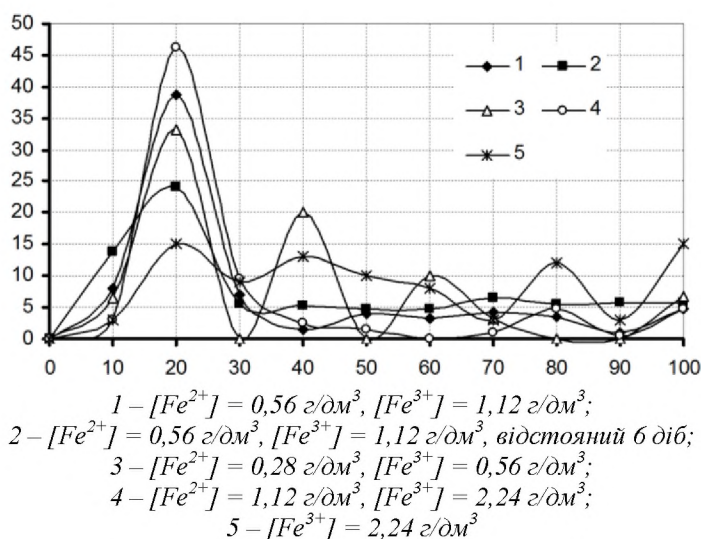 50
45
40
35
30
25
20
15
10
5
0
1 2
3 4
5
0 10 20 30 40 50 60 70 80 90 100
1 – [Fe²⁺] = 0,56 г/дм³, [Fe³⁺] = 1,12 г/дм³;
2 – [Fe²⁺] = 0,56 г/дм³, [Fe³⁺] = 1,12 г/дм³, відстояний 6 діб;
3 – [Fe²⁺] = 0,28 г/дм³, [Fe³⁺] = 0,56 г/дм³;
4 – [Fe²⁺] = 1,12 г/дм³, [Fe³⁺] = 2,24 г/дм³;
5 – [Fe³⁺] = 2,24 г/дм³